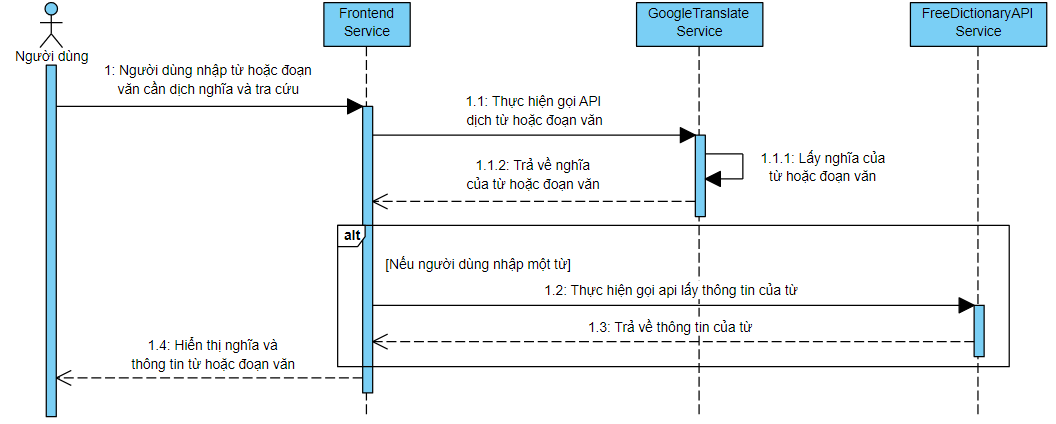 Frontend
Service
GoogleTranslate
Service
FreeDictionaryAPI
Service
Người dùng
1: Người dùng nhập từ hoặc đoạn
văn cần dịch nghĩa và tra cứu
1.1: Thực hiện gọi API
dịch từ hoặc đoạn văn
1.1.1: Lấy nghĩa của
từ hoặc đoạn văn
1.1.2: Trả về nghĩa
của từ hoặc đoạn văn
alt
[Nếu người dùng nhập một từ]
1.2: Thực hiện gọi api lấy thông tin của từ
1.3: Trả về thông tin của từ
1.4: Hiển thị nghĩa và
thông tin từ hoặc đoạn văn